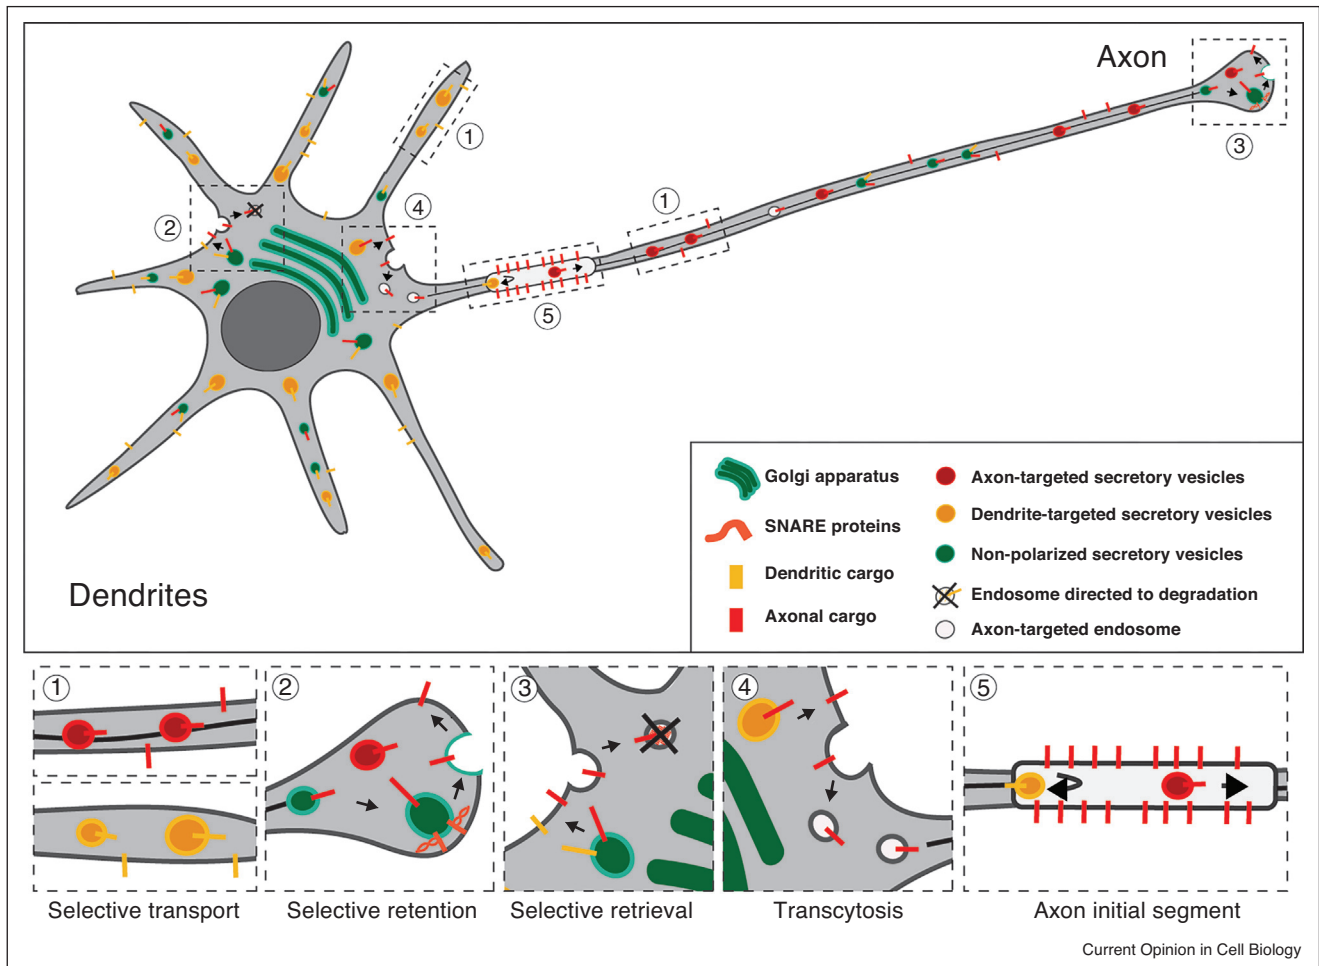 Axon
1
3
2
4
1
5
Dendrites
Golgi apparatus
SNARE proteins
Dendritic cargo
Axonal cargo
Axon-targeted secretory vesicles
Dendrite-targeted secretory vesicles
Non-polarized secretory vesicles
Endosome directed to degradation
Axon-targeted endosome
1
2
3
4
5
Selective transport
Selective retention
Selective retrieval
Transcytosis
Axon initial segment
Current Opinion in Cell Biology